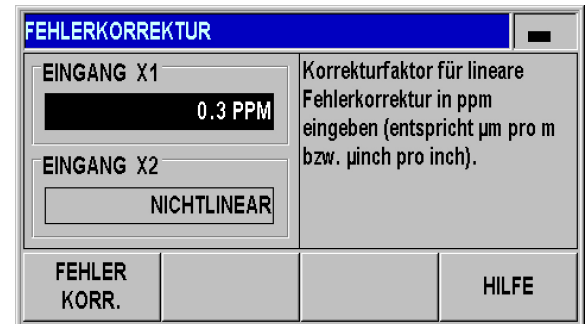 FEHLERKORREKTUR
EINGANG X1
0.3 PPM
EINGANG X2
NICHTLINEAR
Korrekturfaktor für lineare
Fehlerkorrektur in ppm
eingeben (entspricht µm pro m
bzw. µinch pro inch).
FEHLER
KORR.
HILFE